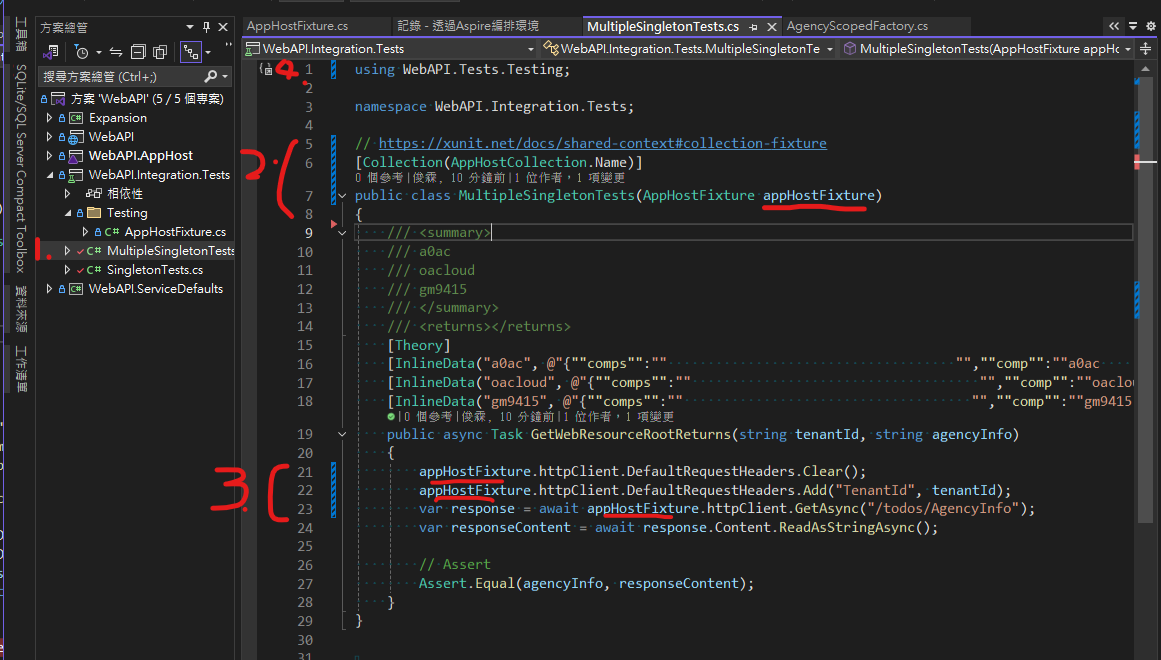 AppHostFixture.cs
記錄 - 透過Aspire編排環境
MultipleSingletonTests.cs
AgencyScopedFactory.cs
WebAPI.Integration.Tests
WebAPI.Integration.Tests.MultipleSingletonTe
MultipleSingletonTests(AppHostFixture appHc
工具箱
SQLite/SQL Server Compact Toolbox
資料來源
工作清單
方案總管
搜尋方案總管 (Ctrl+;)
方案 'WebAPI' (5 / 5 個專案)
Expansion
WebAPI
WebAPI.AppHost
WebAPI.Integration.Tests
相依性
Testing
C# AppHostFixture.cs
C# MultipleSingletonTests
C# SingletonTests.cs
WebAPI.ServiceDefaults
1.
2.
3.
4.
1 using WebAPI.Tests.Testing;
2
3 namespace WebAPI.Integration.Tests;
4
5 // https://xunit.net/docs/shared-context#collection-fixture
6 [Collection(AppHostCollection.Name)]
0 個參考|俊霖, 10 分鐘前|1 位作者，1 項變更
7 public class MultipleSingletonTests(AppHostFixture appHostFixture)
8 {
9 /// <summary>
10 /// a0ac
11 /// oacloud
12 /// gm9415
13 /// </summary>
14 /// <returns></returns>
15 [Theory]
16 [InlineData("a0ac", @"{""comps"":"" "",""comp"":""a0ac
17 [InlineData("oacloud", @"{""comps"":"" "",""comp"":""oaclou
18 [InlineData("gm9415", @"{""comps"":"" "",""comp"":""gm9415
|0 個參考|俊霖, 10 分鐘前|1 位作者，1 項變更
19 public async Task GetWebResourceRootReturns(string tenantId, string agencyInfo)
20 {
21 appHostFixture.httpClient.DefaultRequestHeaders.Clear();
22 appHostFixture.httpClient.DefaultRequestHeaders.Add("TenantId", tenantId);
23 var response = await appHostFixture.httpClient.GetAsync("/todos/AgencyInfo");
24 var responseContent = await response.Content.ReadAsStringAsync();
25
26 // Assert
27 Assert.Equal(agencyInfo, responseContent);
28 }
29 }
30
31